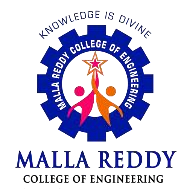 KNOWLEDGE IS DIVINE
MALLA REDDY COLLEGE OF ENGINEERING
MALLA REDDY
COLLEGE OF ENGINEERING